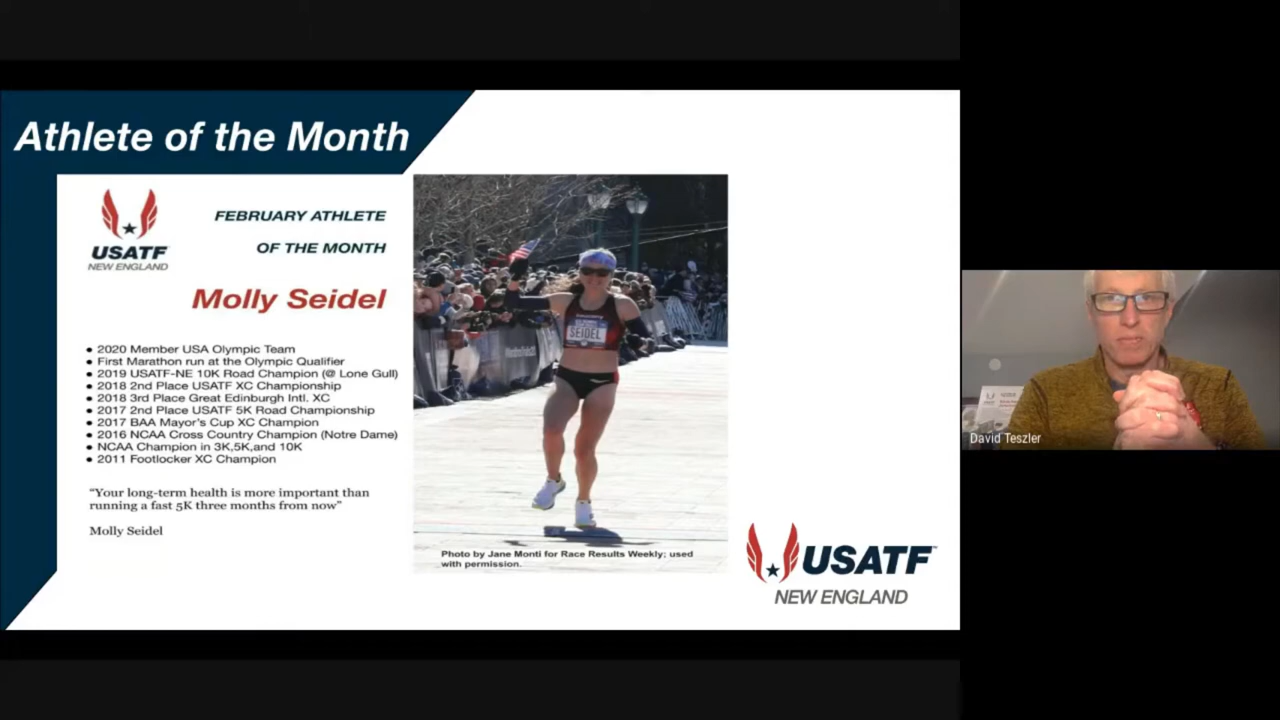 Athlete of the Month
USATF
NEW ENGLAND
FEBRUARY ATHLETE
OF THE MONTH
Molly Seidel
• 2020 Member USA Olympic Team
• First Marathon run at the Olympic Qualifier
• 2019 USATF-NE 10K Road Champion (@ Lone Gull)
• 2018 2nd Place USATF XC Championship
• 2018 3rd Place Great Edinburgh Intl. XC
• 2017 2nd Place USATF 5K Road Championship
• 2017 BAA Mayor's Cup XC Champion
• 2016 NCAA Cross Country Champion (Notre Dame)
• NCAA Champion in 3K,5K,and 10K
• 2011 Footlocker XC Champion
“Your long-term health is more important than
running a fast 5K three months from now”
Molly Seidel
SEIDEL
Photo by Jane Monti for Race Results Weekly; used
with permission.
USATF
NEW ENGLAND
David Teszler